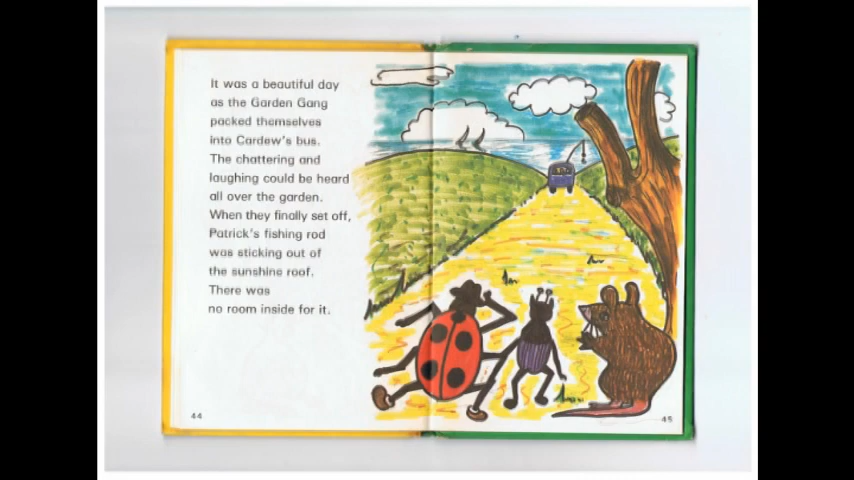 It was a beautiful day
as the Garden Gang
packed themselves
into Cardew's bus.
The chattering and
laughing could be heard
all over the garden.
When they finally set off,
Patrick's fishing rod
was sticking out of
the sunshine roof.
There was
no room inside for it.
44
45